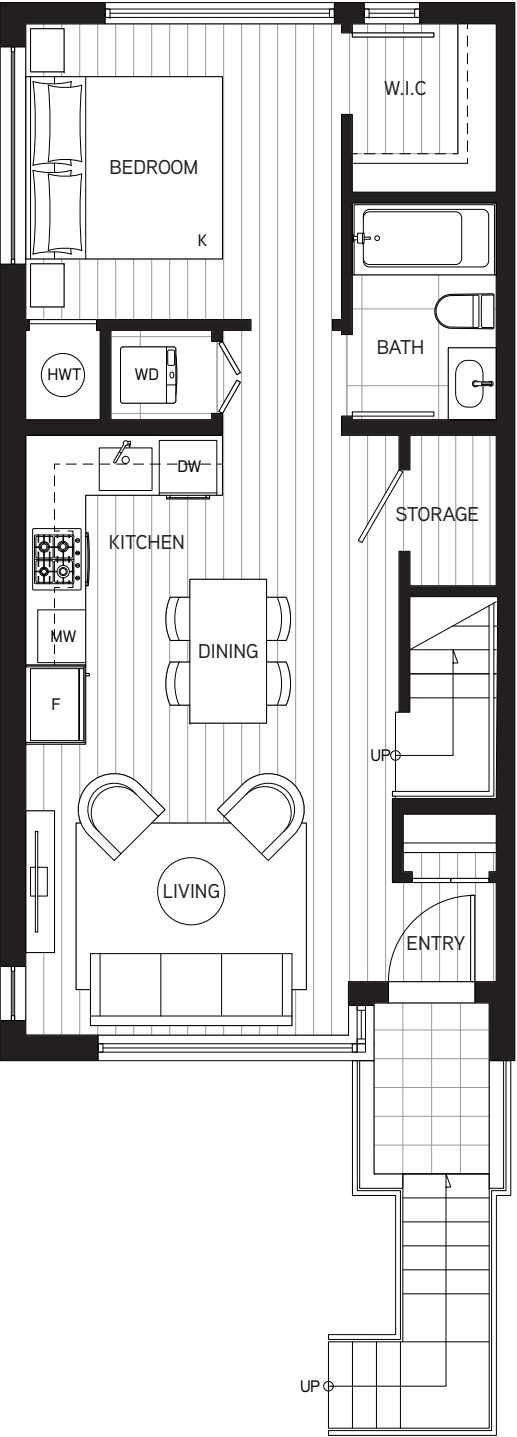 W.I.C
BEDROOM
K
BATH
HWT
WD
DW
STORAGE
KITCHEN
MW
DINING
F
UP
LIVING
ENTRY
UP